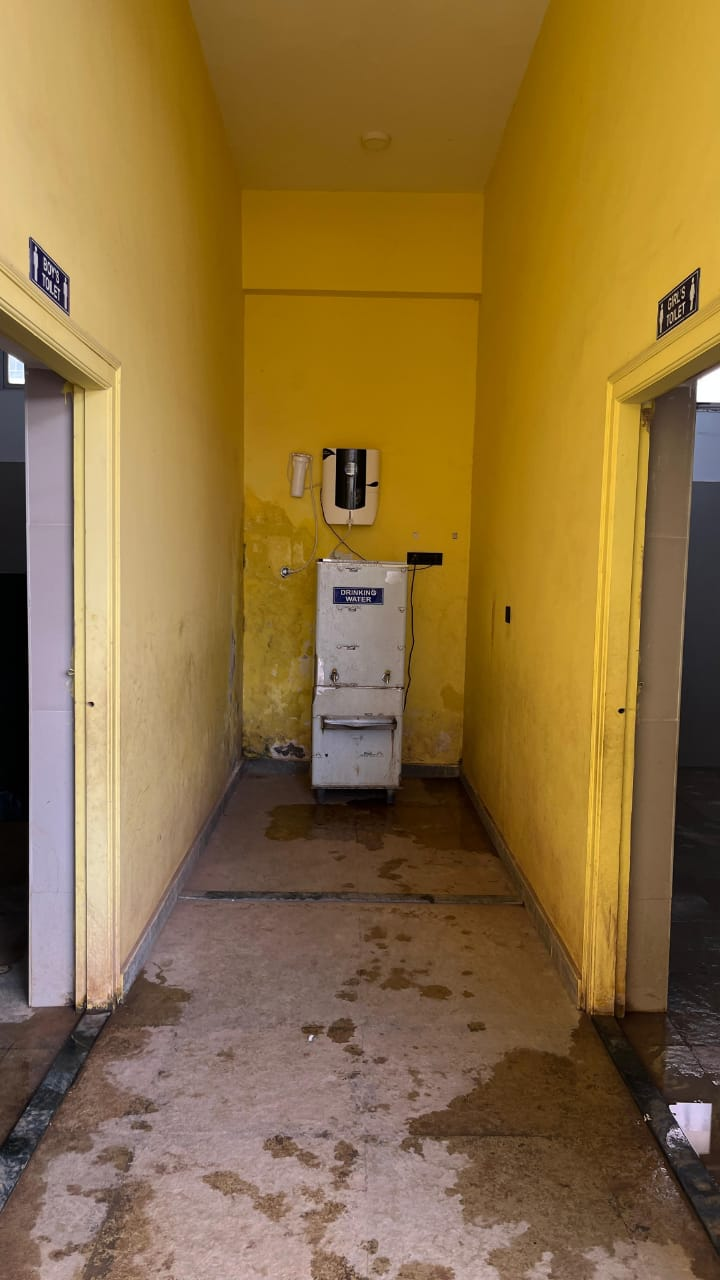 BOY'S
TOILET
GIRL'S
TOILET
DRINKING
WATER